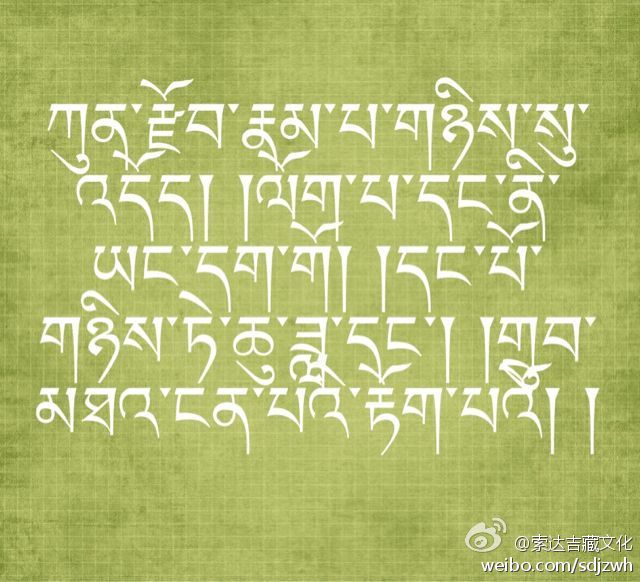 ཀུན་རྫོབ་རྣམ་པ་གཉིས་སུ་
འདོད། །ལོག་པ་དང་ནི་
ཡང་དག་གོ། །དང་པོ་
གཉིས་ཏེ་ཆུ་ཟླ་དང་། །གྲུབ་
མཐའ་ངན་པའི་རྟོག་པའོ། །
@索达吉藏文化
weibo.com/sdjzwh